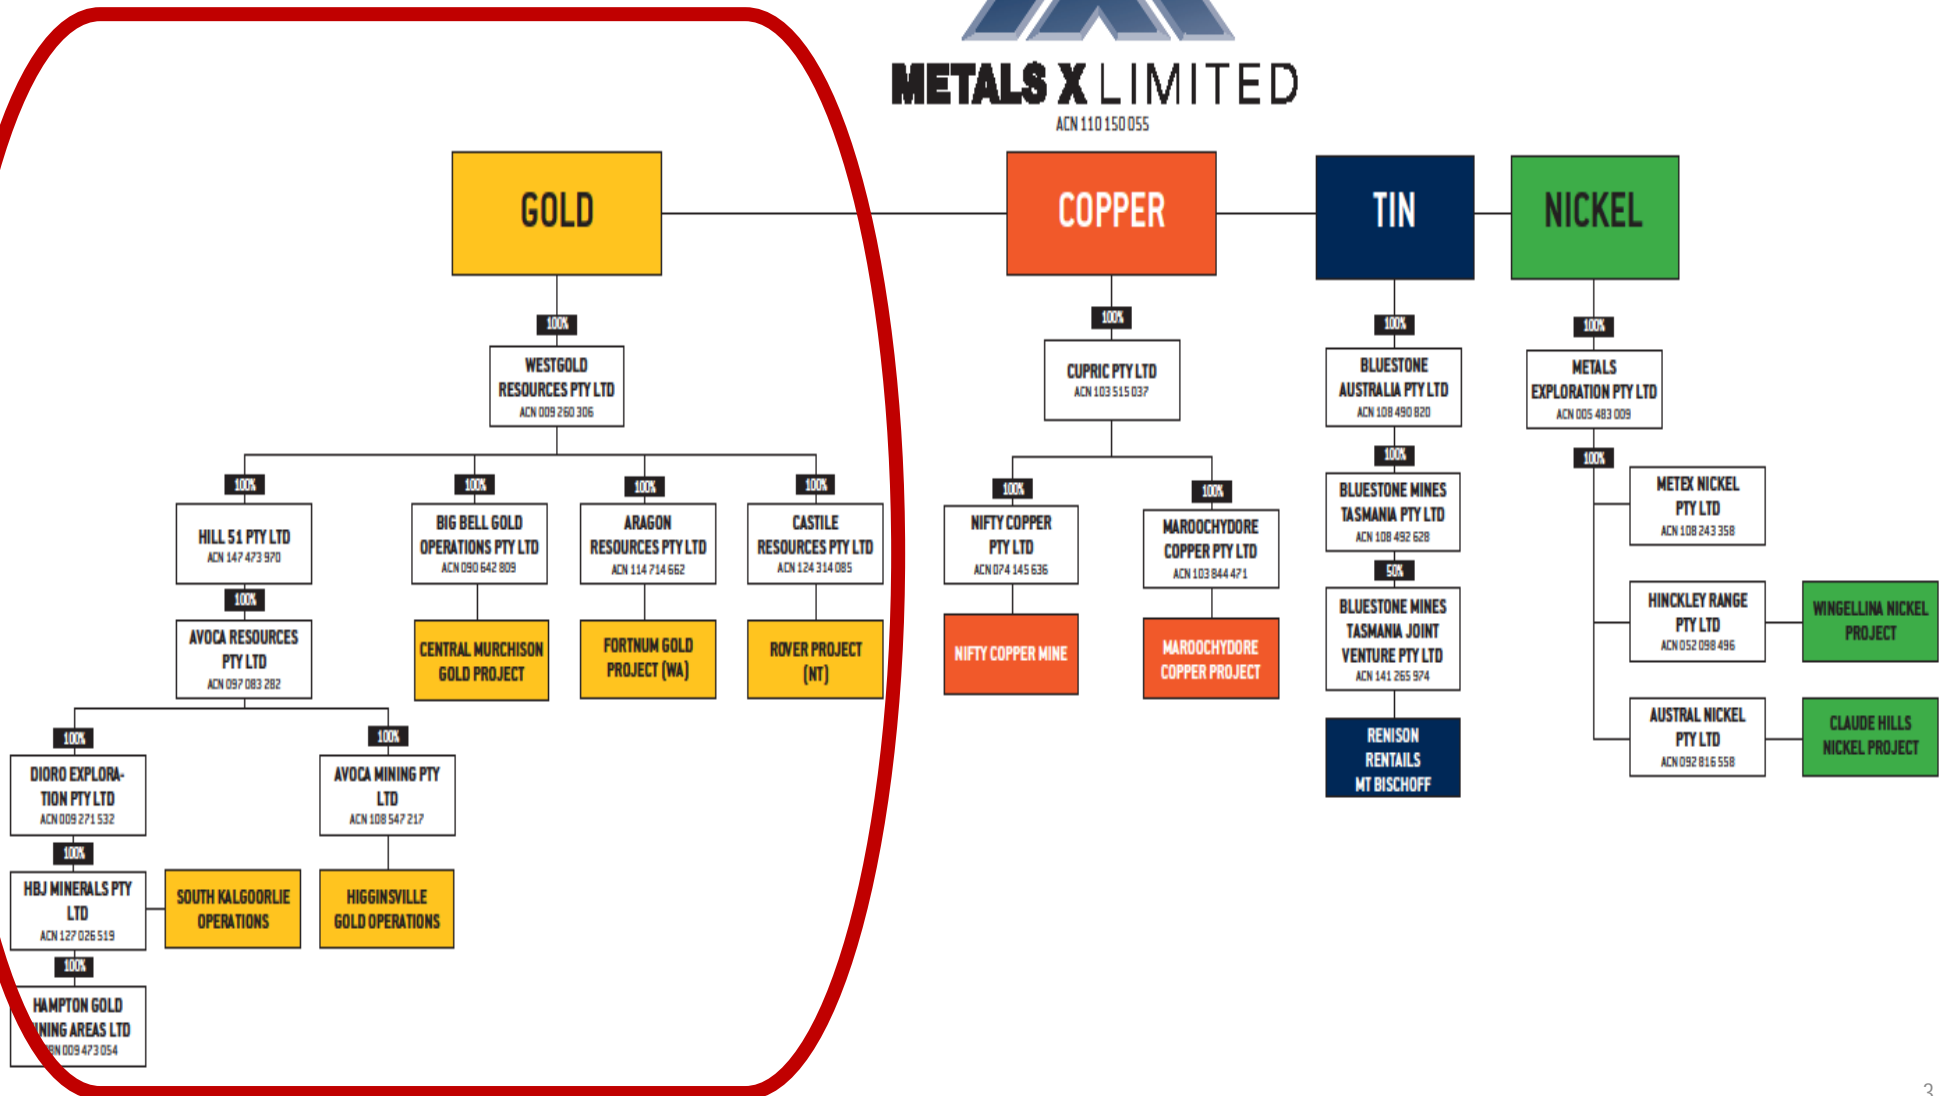 METALS X LIMITED
ACN 110 150 055
GOLD
COPPER
TIN
NICKEL
100%
WESTGOLD
RESOURCES PTY LTD
ACN 009 260 306
100%
HILL 51 PTY LTD
ACN 147 473 970
100%
AVOCA RESOURCES
PTY LTD
ACN 097 083 282
100%
DIORO EXPLORA-
TION PTY LTD
ACN 009 271 532
100%
HBJ MINERALS PTY
LTD
ACN 127 026 519
SOUTH KALGOORLIE
OPERATIONS
100%
HAMPTON GOLD
AREAS LTD
009 473 054
100%
AVOCA MINING PTY
LTD
ACN 108 547 217
HIGGINSVILLE
GOLD OPERATIONS
100%
BIG BELL GOLD
OPERATIONS PTY LTD
ACN 090 642 809
CENTRAL MURCHISON
GOLD PROJECT
100%
ARAGON
RESOURCES PTY LTD
ACN 114 714 662
FORTNUM GOLD
PROJECT (WA)
100%
CASTILE
RESOURCES PTY LTD
ACN 124 314 085
ROVER PROJECT
(NT)
100%
CUPRIC PTY LTD
ACN 103 515 037
100%
NIFTY COPPER
PTY LTD
ACN 074 145 636
NIFTY COPPER MINE
100%
MAROOCHYDORE
COPPER PTY LTD
ACN 103 844 471
MAROOCHYDORE
COPPER PROJECT
100%
BLUESTONE
AUSTRALIA PTY LTD
ACN 108 490 820
100%
BLUESTONE MINES
TASMANIA PTY LTD
ACN 108 492 628
50%
BLUESTONE MINES
TASMANIA JOINT
VENTURE PTY LTD
ACN 141 265 974
RENISON
RENTAILS
MT BISCHOFF
100%
METALS
EXPLORATION PTY LTD
ACN 005 483 009
100%
METEX NICKEL
PTY LTD
ACN 108 243 358
HINCKLEY RANGE
PTY LTD
ACN 052 098 496
WINGELLINA NICKEL
PROJECT
AUSTRAL NICKEL
PTY LTD
ACN 092 816 558
CLAUDE HILLS
NICKEL PROJECT
3